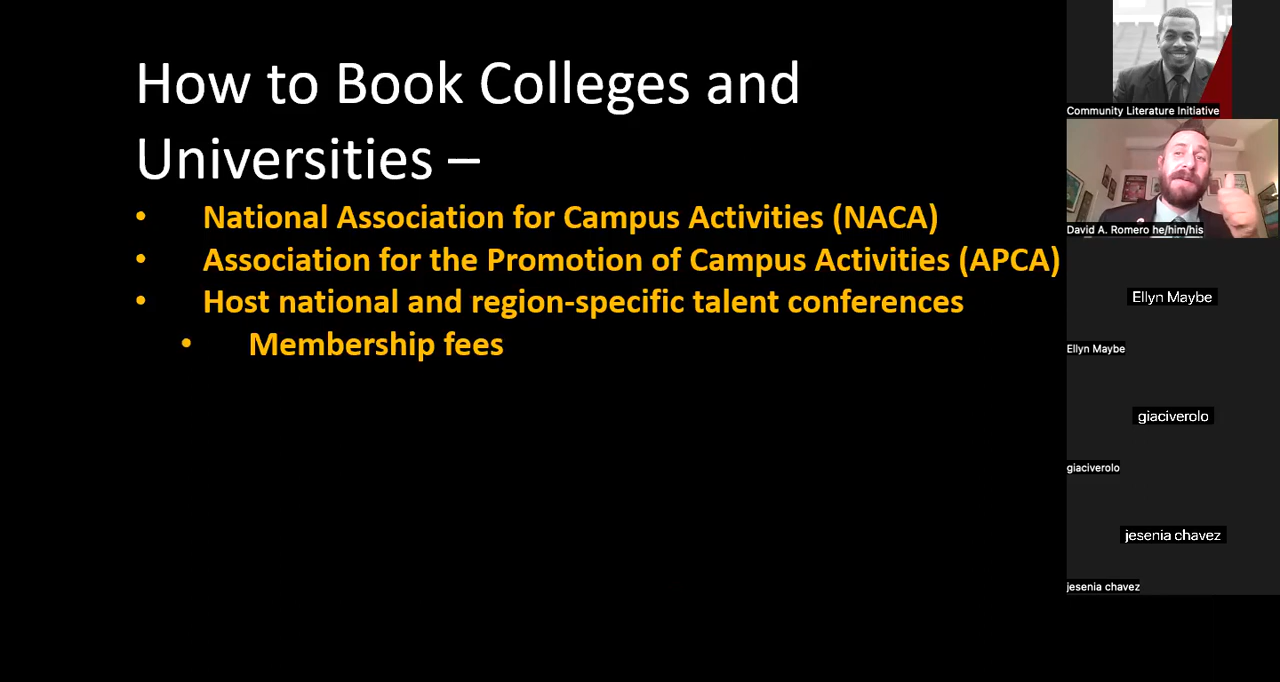 How to Book Colleges and
Universities –
• National Association for Campus Activities (NACA)
• Association for the Promotion of Campus Activities (APCA)
• Host national and region-specific talent conferences
• Membership fees
Community Literature Initiative
David A. Romero he/him/his
Ellyn Maybe
Ellyn Maybe
giaciverolo
giaciverolo
jesenia chavez
jesenia chavez